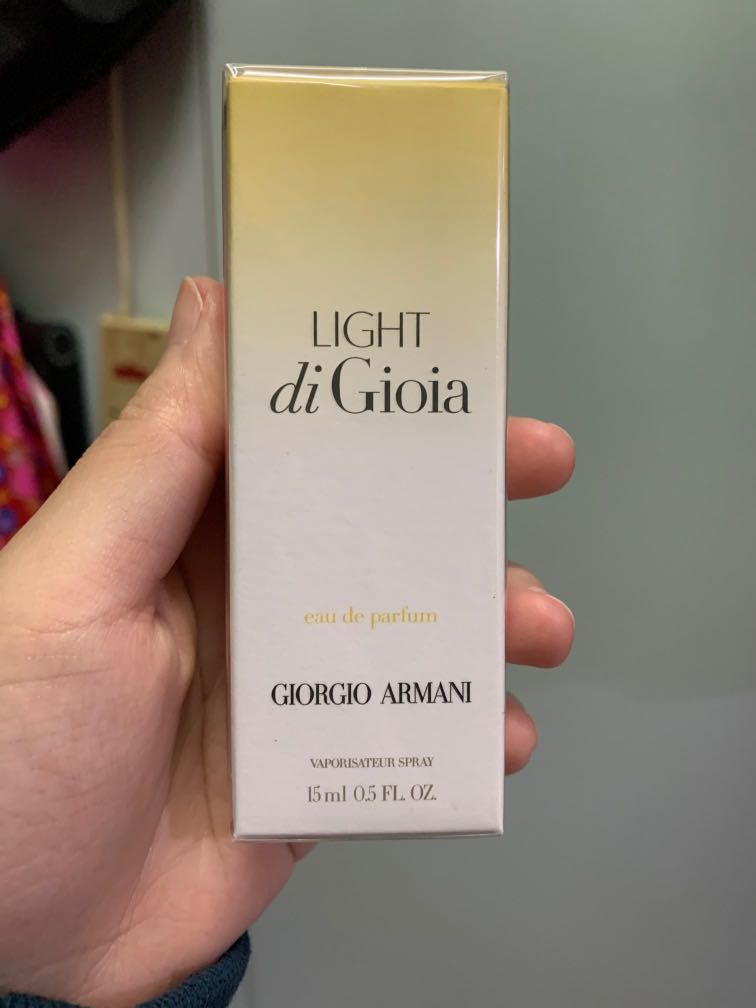 LIGHT
di Gioia
eau de parfum
GIORGIO ARMANI
VAPORISATEUR SPRAY
15 ml 0.5 FL. OZ.